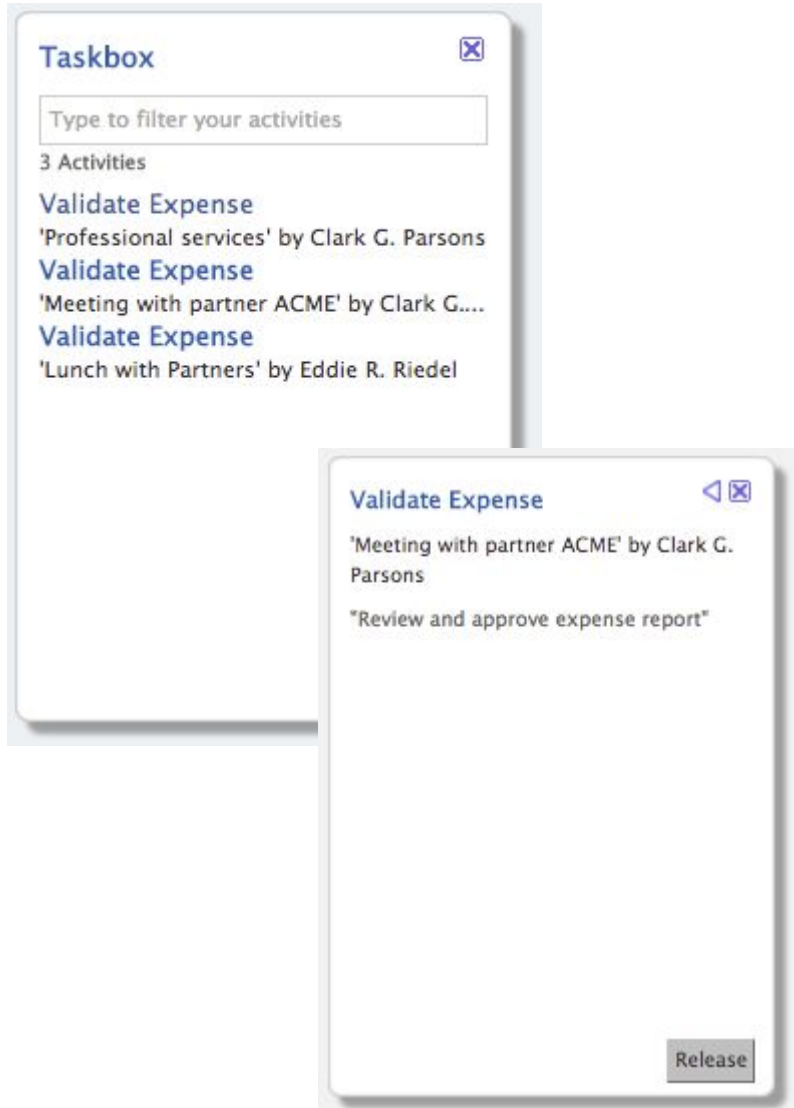 Taskbox
Type to filter your activities
3 Activities
Validate Expense
'Professional services' by Clark G. Parsons
Validate Expense
'Meeting with partner ACME' by Clark G....
Validate Expense
'Lunch with Partners' by Eddie R. Riedel
Validate Expense
'Meeting with partner ACME' by Clark G.
Parsons
"Review and approve expense report"
Release